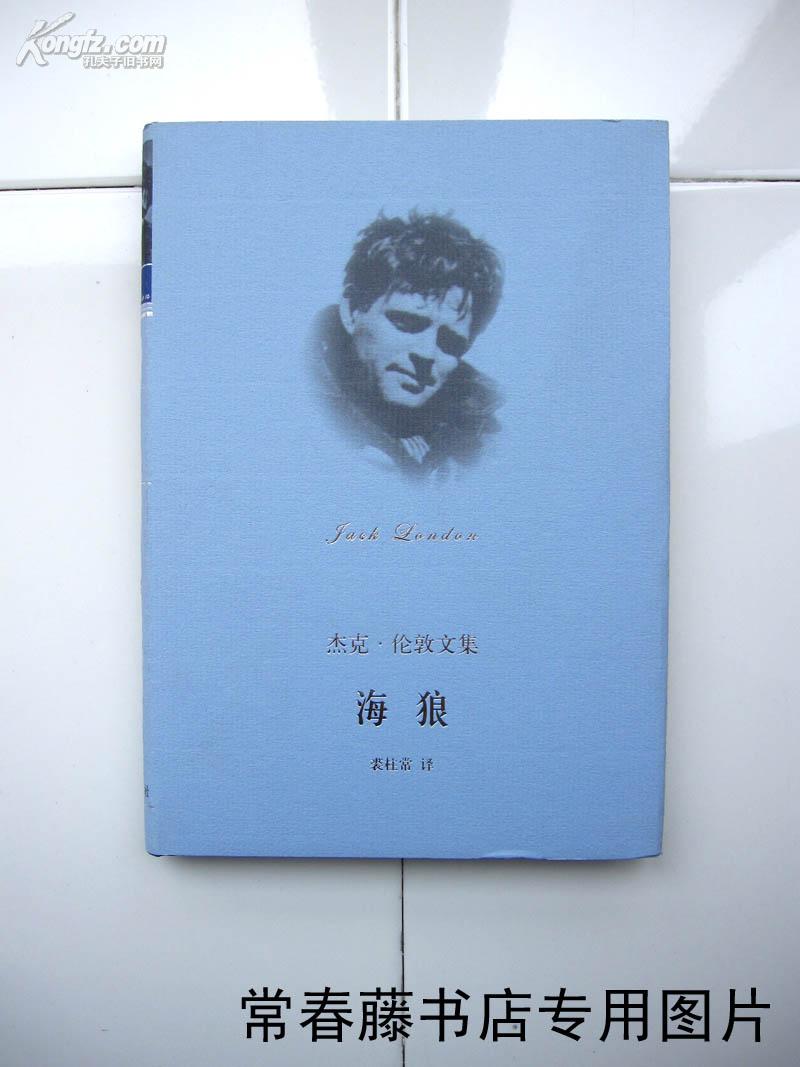 Kongfz.com
孔夫子旧书网
Jack London
杰克·伦敦文集
海狼
裘柱常 译
社
常春藤书店专用图片